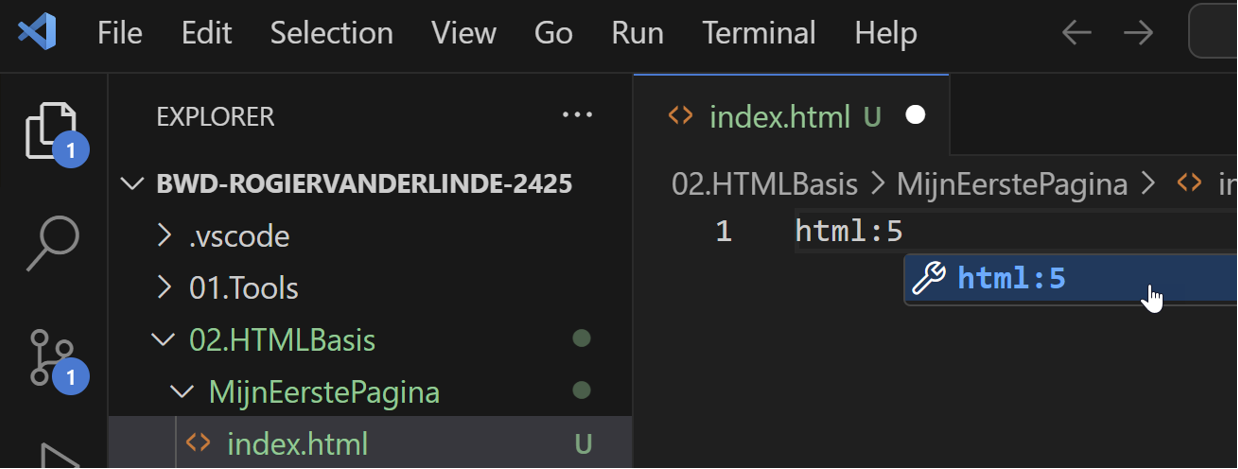 File Edit Selection View Go Run Terminal Help
EXPLORER ...
index.html U
1
BWD-ROGIERVANDERLINDE-2425
02.HTMLBasis > MijnEerstePagina > <> in
.vscode
1 html:5
01.Tools
html:5
02.HTMLBasis
1
MijnEerstePagina
index.html U